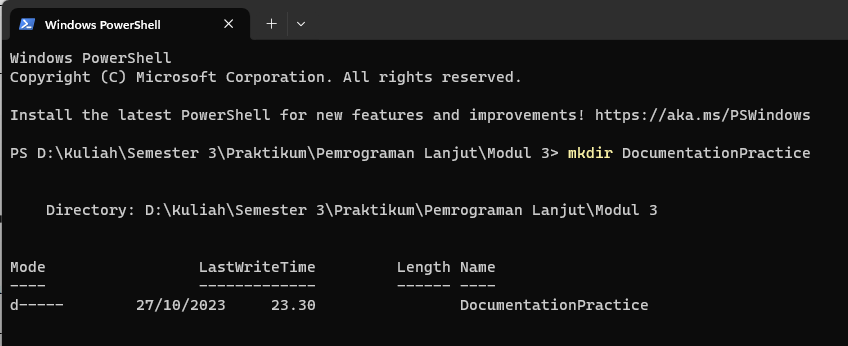 Windows PowerShell
Windows PowerShell
Copyright (C) Microsoft Corporation. All rights reserved.
Install the latest PowerShell for new features and improvements! https://aka.ms/PSWindows
PS D:\Kuliah\Semester 3\Praktikum\Pemrograman Lanjut\Modul 3> mkdir DocumentationPractice
    Directory: D:\Kuliah\Semester 3\Praktikum\Pemrograman Lanjut\Modul 3
Mode                 LastWriteTime         Length Name
----                 -------------         ------ ----
d-----        27/10/2023     23.30                DocumentationPractice